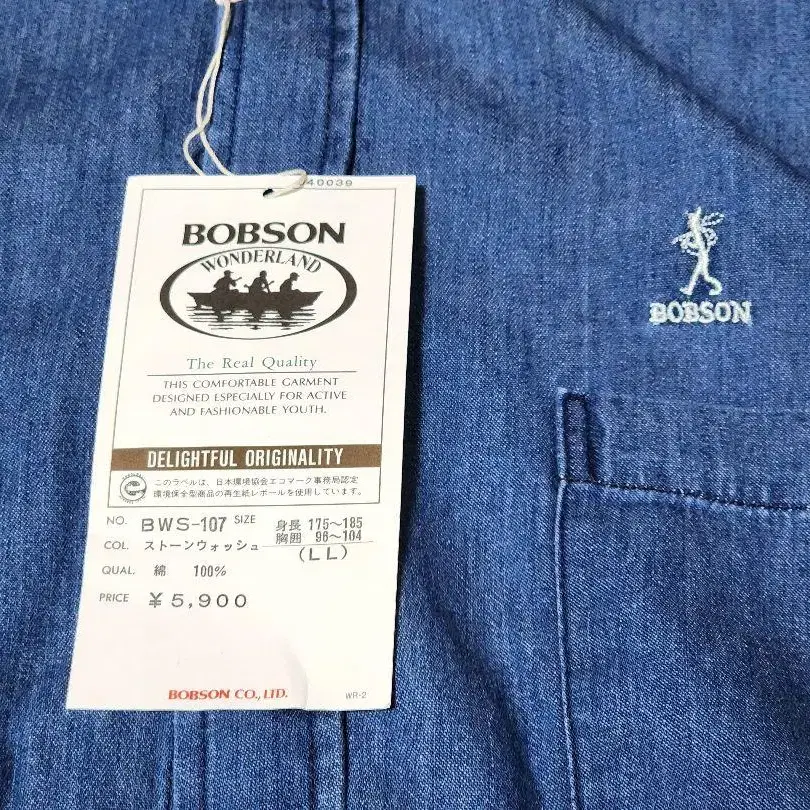 40039
BOBSON
WONDERLAND
The Real Quality
THIS COMFORTABLE GARMENT
DESIGNED ESPECIALLY FOR ACTIVE
AND FASHIONABLE YOUTH.
DELIGHTFUL ORIGINALITY
このラベルは、日本環境協会エコマーク事務局認定
環境保全型商品の再生紙レポールを使用しています。
NO. BWS-107 SIZE 身長 175〜185
胸囲 96〜104
COL. ストーンウォッシュ (LL)
QUAL. 綿 100%
PRICE ¥5,900
BOBSON CO., LTD.
WR-2
BOBSON